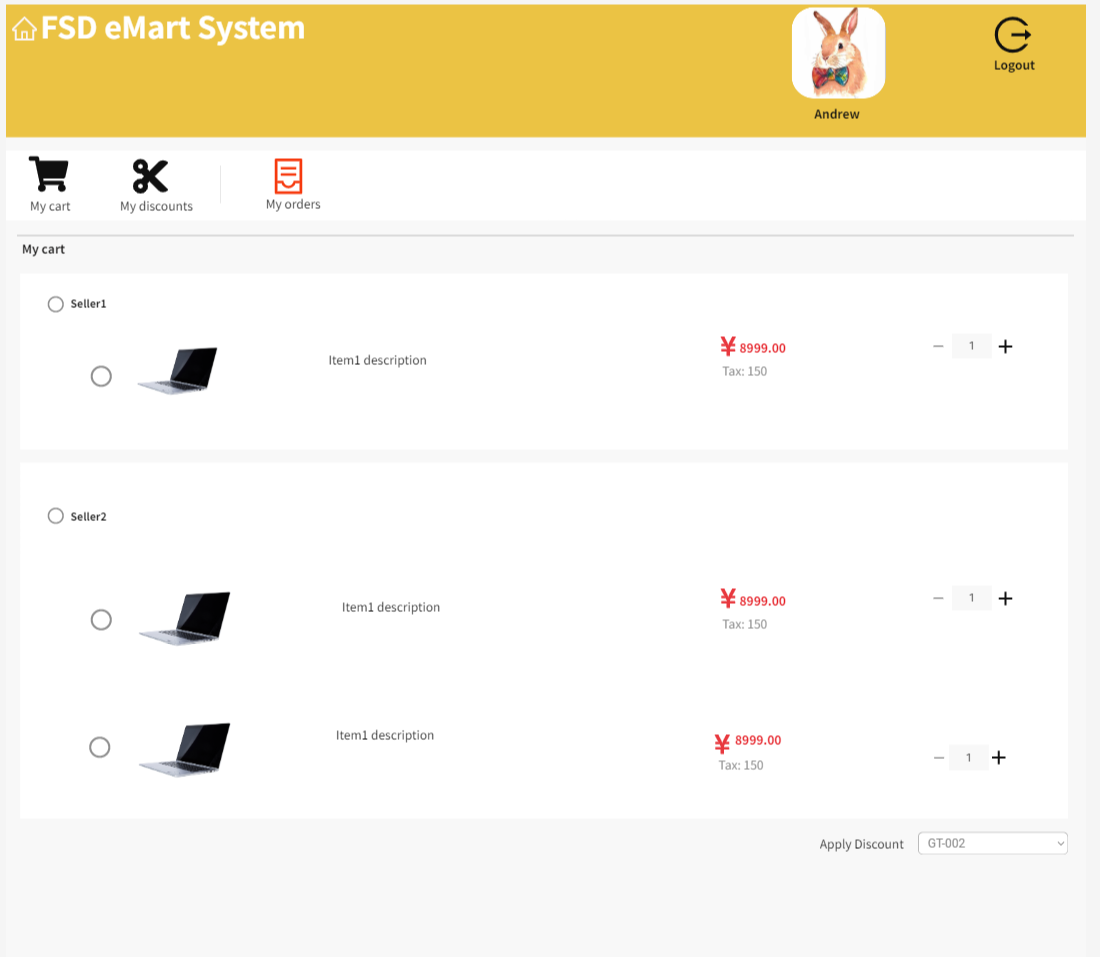 FSD eMart System
Andrew
Logout
My cart
My discounts
My orders
My cart
Seller1
Item1 description
¥ 8999.00
Tax: 150
1
Seller2
Item1 description
¥ 8999.00
Tax: 150
1
Item1 description
¥ 8999.00
Tax: 150
1
Apply Discount GT-002